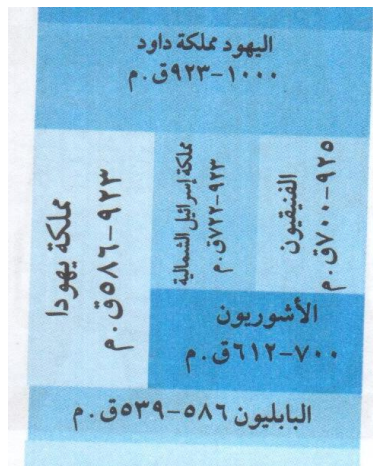 اليهود مملكة داود
١٠٠٠-٩٢٣ق.م
الفنيقيون
٩٢٥-٧٠٠ق.م
مملكة إسرائيل الشمالية
٩٢٣-٧٢٢ق.م
مملكة يهودا
٩٢٣-٥٨٦ق.م
الأشوريون
٧٠٠-٦١٢ق.م
البابليون ٥٨٦-٥٣٩ق.م